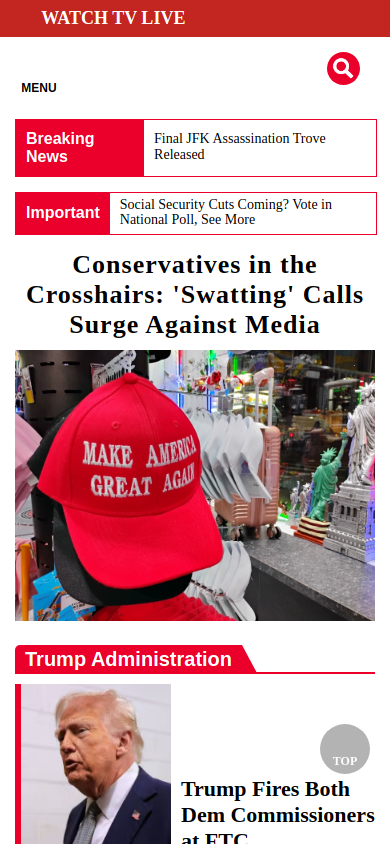 WATCH TV LIVE
MENU
Breaking
News
Final JFK Assassination Trove
Released
Important
Social Security Cuts Coming? Vote in
National Poll, See More
Conservatives in the
Crosshairs: 'Swatting' Calls
Surge Against Media
MAKE AMERICA
GREAT AGAIN
Trump Administration
TOP
Trump Fires Both
Dem Commissioners
at FTC